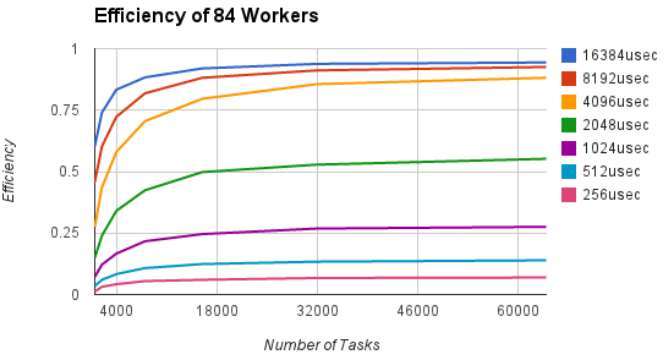 Efficiency of 84 Workers
1
0.75
0.5
0.25
0
Efficiency
4000 18000 32000 46000 60000
Number of Tasks
16384usec
8192usec
4096usec
2048usec
1024usec
512usec
256usec